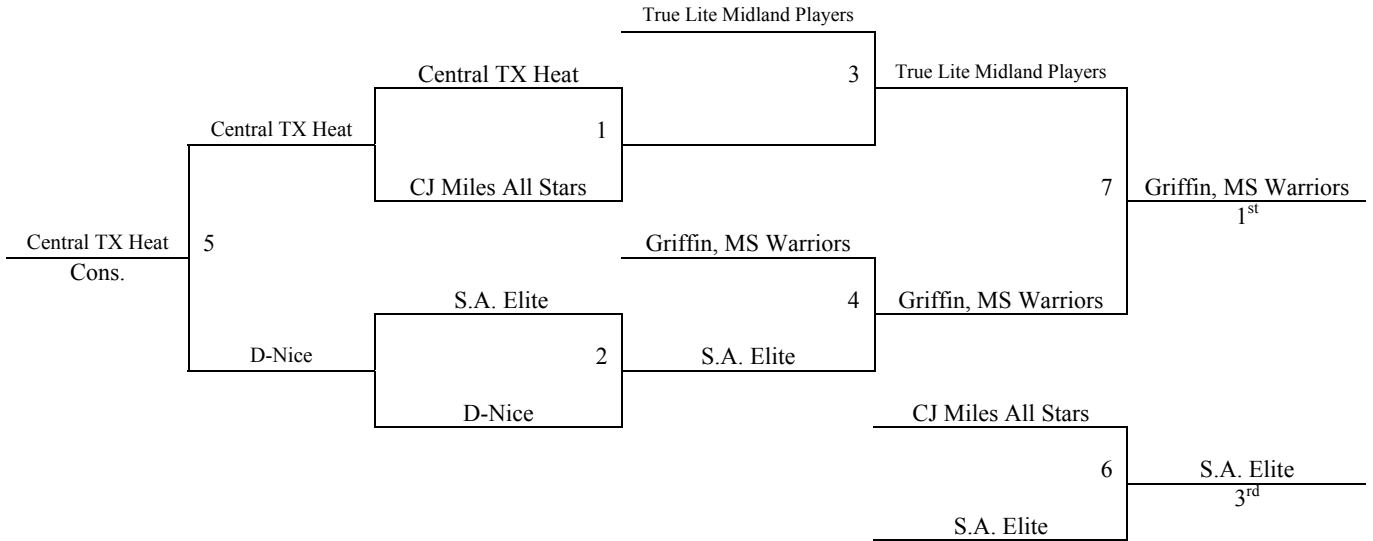 True Lite Midland Players
Central TX Heat
3
True Lite Midland Players
Central TX Heat
1
CJ Miles All Stars
7
Griffin, MS Warriors
1st
Central TX Heat
5
Cons.
Griffin, MS Warriors
S.A. Elite
4
Griffin, MS Warriors
D-Nice
2
S.A. Elite
D-Nice
CJ Miles All Stars
6
S.A. Elite
3rd
S.A. Elite